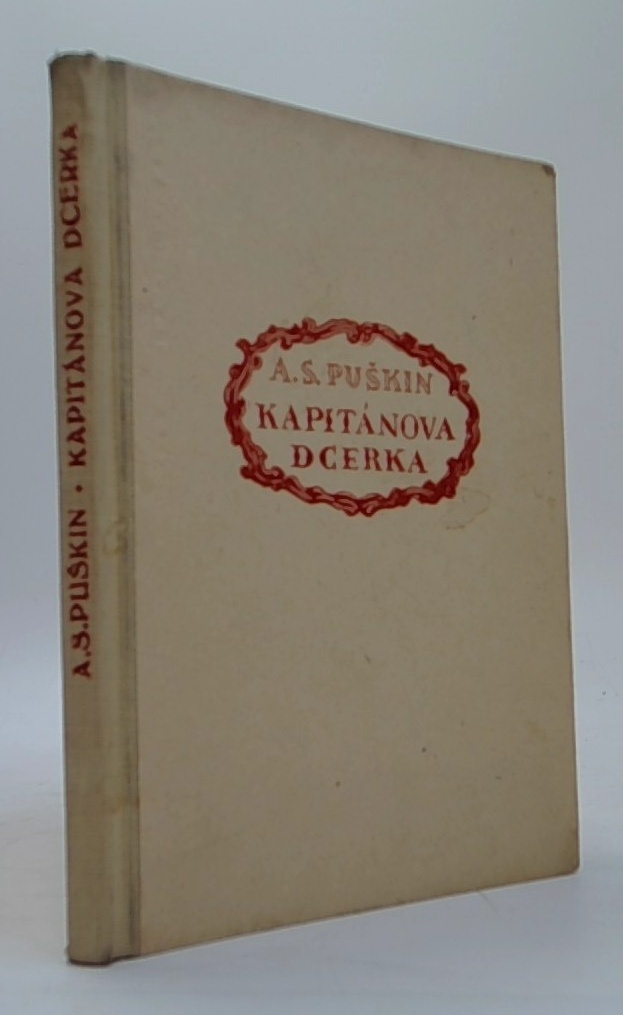 A.S.PUŠKIN · KAPITÁNOVA DCERKA
A.S.PUŠKIN
KAPITÁNOVA
DCERKA